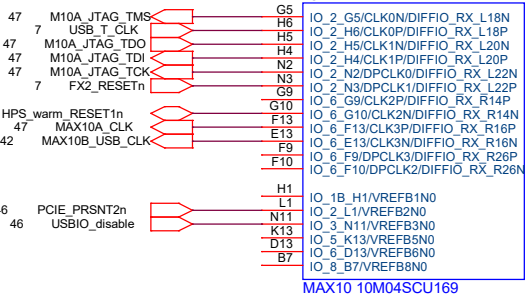 47 M10A_JTAG_TMS G5 IO_2_G5/CLK0N/DIFFIO_RX_L18N
7 USB_T_CLK H6 IO_2_H6/CLK0P/DIFFIO_RX_L18P
47 M10A_JTAG_TDO H5 IO_2_H5/CLK1N/DIFFIO_RX_L20N
47 M10A_JTAG_TDI H4 IO_2_H4/CLK1P/DIFFIO_RX_L20P
47 M10A_JTAG_TCK N2 IO_2_N2/DPCLK0/DIFFIO_RX_L22N
7 FX2_RESETn N3 IO_2_N3/DPCLK1/DIFFIO_RX_L22P
G9 IO_6_G9/CLK2P/DIFFIO_RX_R14P
HPS_warm_RESET1n G10 IO_6_G10/CLK2N/DIFFIO_RX_R14N
47 MAX10A_CLK F13 IO_6_F13/CLK3P/DIFFIO_RX_R16P
42 MAX10B_USB_CLK E13 IO_6_E13/CLK3N/DIFFIO_RX_R16N
F9 IO_6_F9/DPCLK3/DIFFIO_RX_R26P
F10 IO_6_F10/DPCLK2/DIFFIO_RX_R26N
H1 IO_1B_H1/VREFB1N0
6 PCIE_PRSNT2n L1 IO_2_L1/VREFB2N0
46 USBIO_disable N11 IO_3_N11/VREFB3N0
K13 IO_5_K13/VREFB5N0
D13 IO_6_D13/VREFB6N0
B7 IO_8_B7/VREFB8N0
MAX10 10M04SCU169